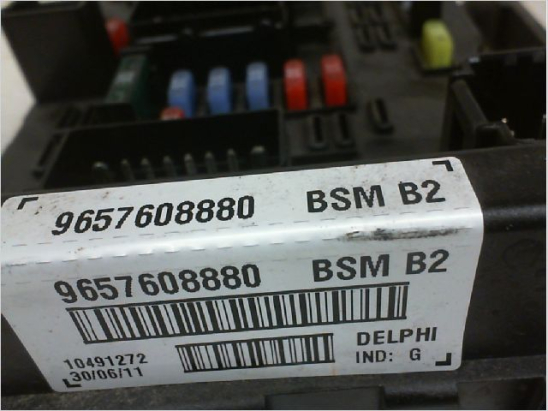 9657608880 BSM B2
9657608880 BSM B2
DELPHI
10491272 IND: G
30/06/11